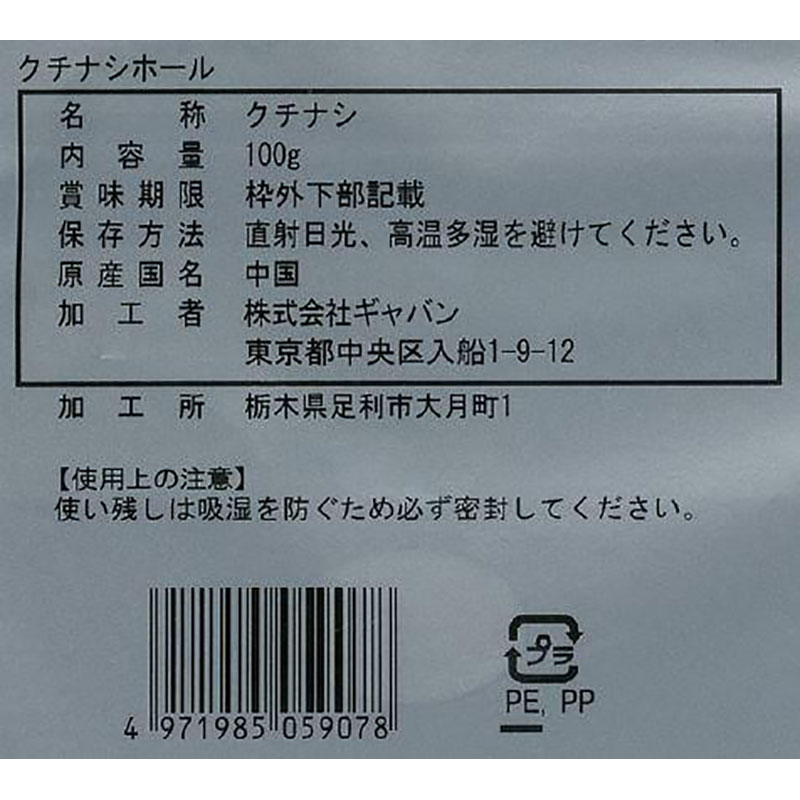 クチナシホール
名称 クチナシ
内容量 100g
賞味期限 枠外下部記載
保存方法 直射日光、高温多湿を避けてください。
原産国名 中国
加工者 株式会社ギャバン
東京都中央区入船1-9-12
加工所 栃木県足利市大月町1
【使用上の注意】
使い残しは吸湿を防ぐため必ず密封してください。
プラ
PE, PP
4 971985 059078